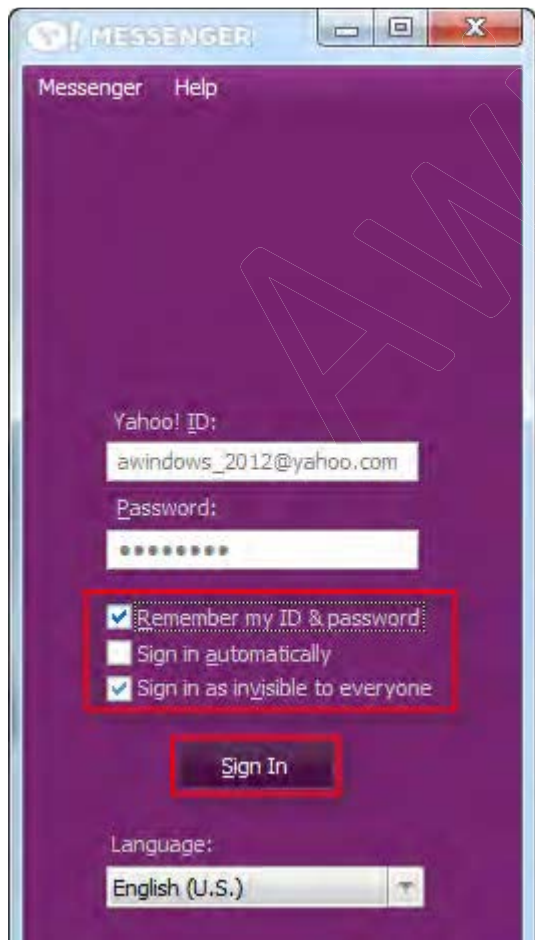 Y! MESSENGER
Messenger Help
Yahoo! ID:
awindows_2012@yahoo.com
Password:
Remember my ID & password
Sign in automatically
Sign in as invisible to everyone
Sign In
Language:
English (U.S.)